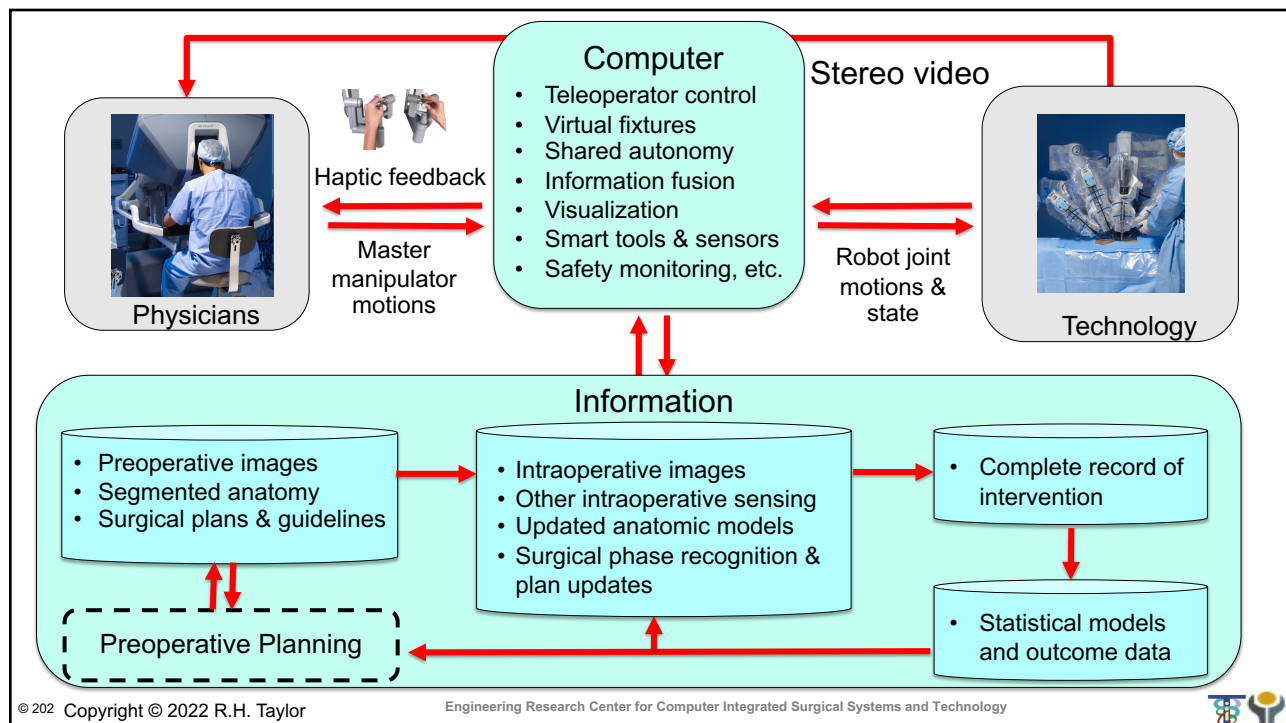 Computer
• Teleoperator control
• Virtual fixtures
• Shared autonomy
• Information fusion
• Visualization
• Smart tools & sensors
• Safety monitoring, etc.
Stereo video
Haptic feedback
Master
manipulator
motions
Robot joint
motions &
state
Physicians
Technology
Information
• Preoperative images
• Segmented anatomy
• Surgical plans & guidelines
• Intraoperative images
• Other intraoperative sensing
• Updated anatomic models
• Surgical phase recognition &
plan updates
• Complete record of
intervention
Preoperative Planning
• Statistical models
and outcome data
© 202
Copyright © 2022 R.H. Taylor
Engineering Research Center for Computer Integrated Surgical Systems and Technology